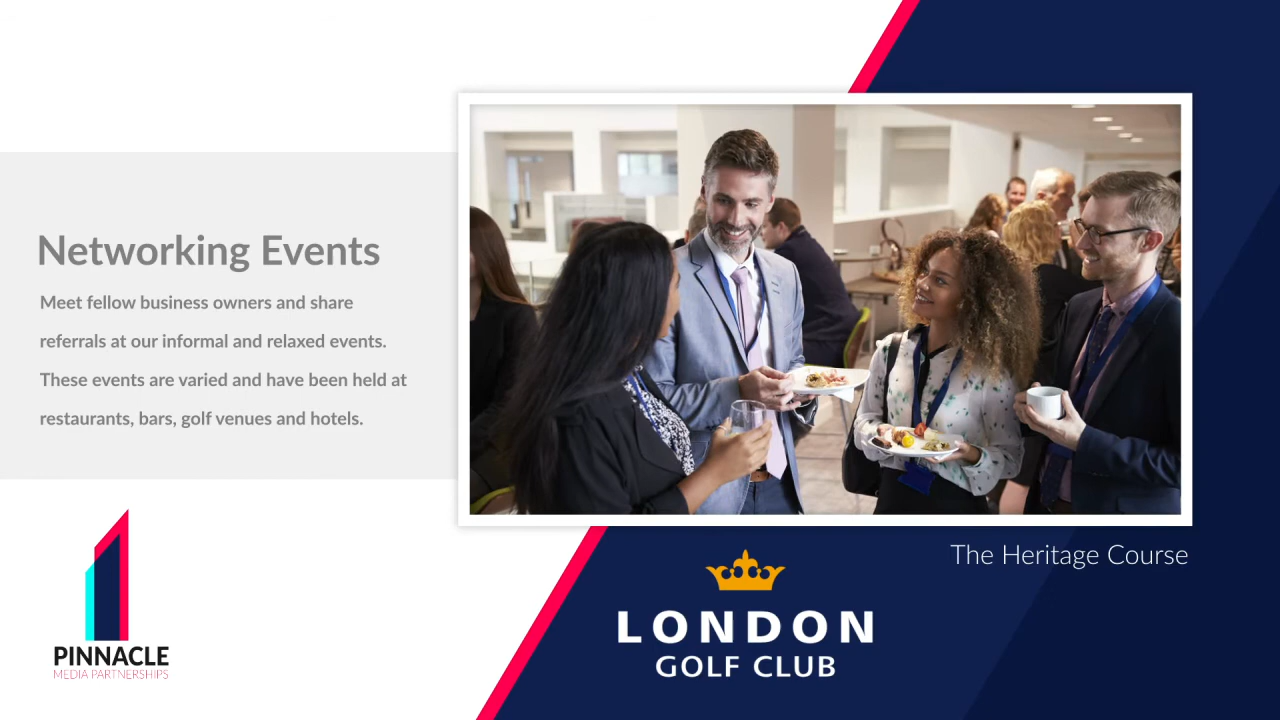 Networking Events
Meet fellow business owners and share
referrals at our informal and relaxed events.
These events are varied and have been held at
restaurants, bars, golf venues and hotels.
The Heritage Course
LONDON
GOLF CLUB
PINNACLE
MEDIA PARTNERSHIPS